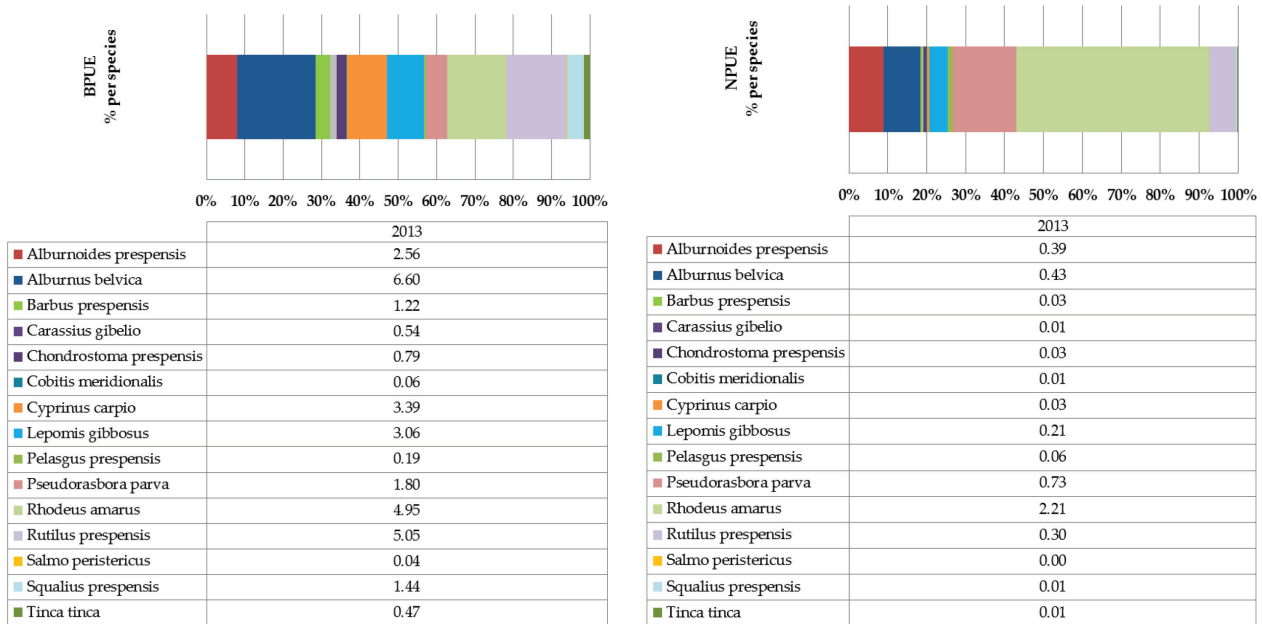 BPUE
% per species
0% 10% 20% 30% 40% 50% 60% 70% 80% 90% 100%
2013
Alburnoides prespensis 2.56
Alburnus belvica 6.60
Barbus prespensis 1.22
Carassius gibelio 0.54
Chondrostoma prespensis 0.79
Cobitis meridionalis 0.06
Cyprinus carpio 3.39
Lepomis gibbosus 3.06
Pelasgus prespensis 0.19
Pseudorasbora parva 1.80
Rhodeus amarus 4.95
Rutilus prespensis 5.05
Salmo peristericus 0.04
Squalius prespensis 1.44
Tinca tinca 0.47
NPUE
% per species
0% 10% 20% 30% 40% 50% 60% 70% 80% 90% 100%
2013
Alburnoides prespensis 0.39
Alburnus belvica 0.43
Barbus prespensis 0.03
Carassius gibelio 0.01
Chondrostoma prespensis 0.03
Cobitis meridionalis 0.01
Cyprinus carpio 0.03
Lepomis gibbosus 0.21
Pelasgus prespensis 0.06
Pseudorasbora parva 0.73
Rhodeus amarus 2.21
Rutilus prespensis 0.30
Salmo peristericus 0.00
Squalius prespensis 0.01
Tinca tinca 0.01